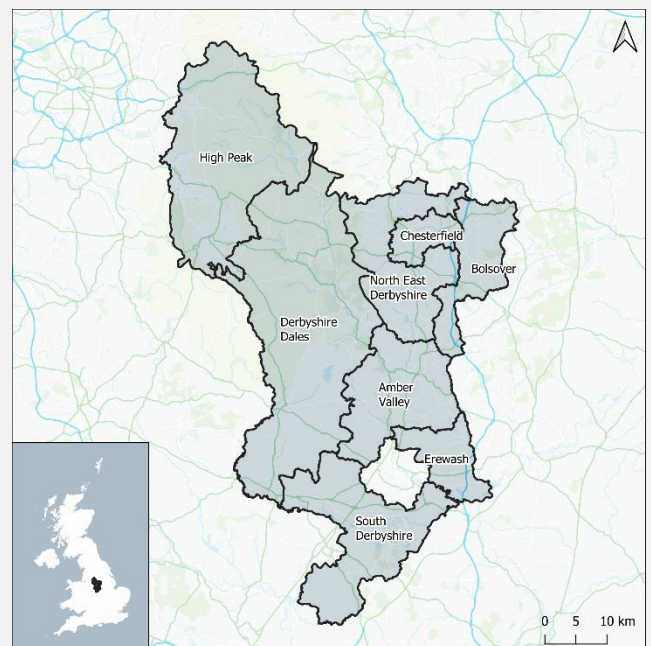 High Peak
Chesterfield
Bolsover
North East
Derbyshire
Derbyshire
Dales
Amber
Valley
Erewash
South
Derbyshire
0 5 10 km